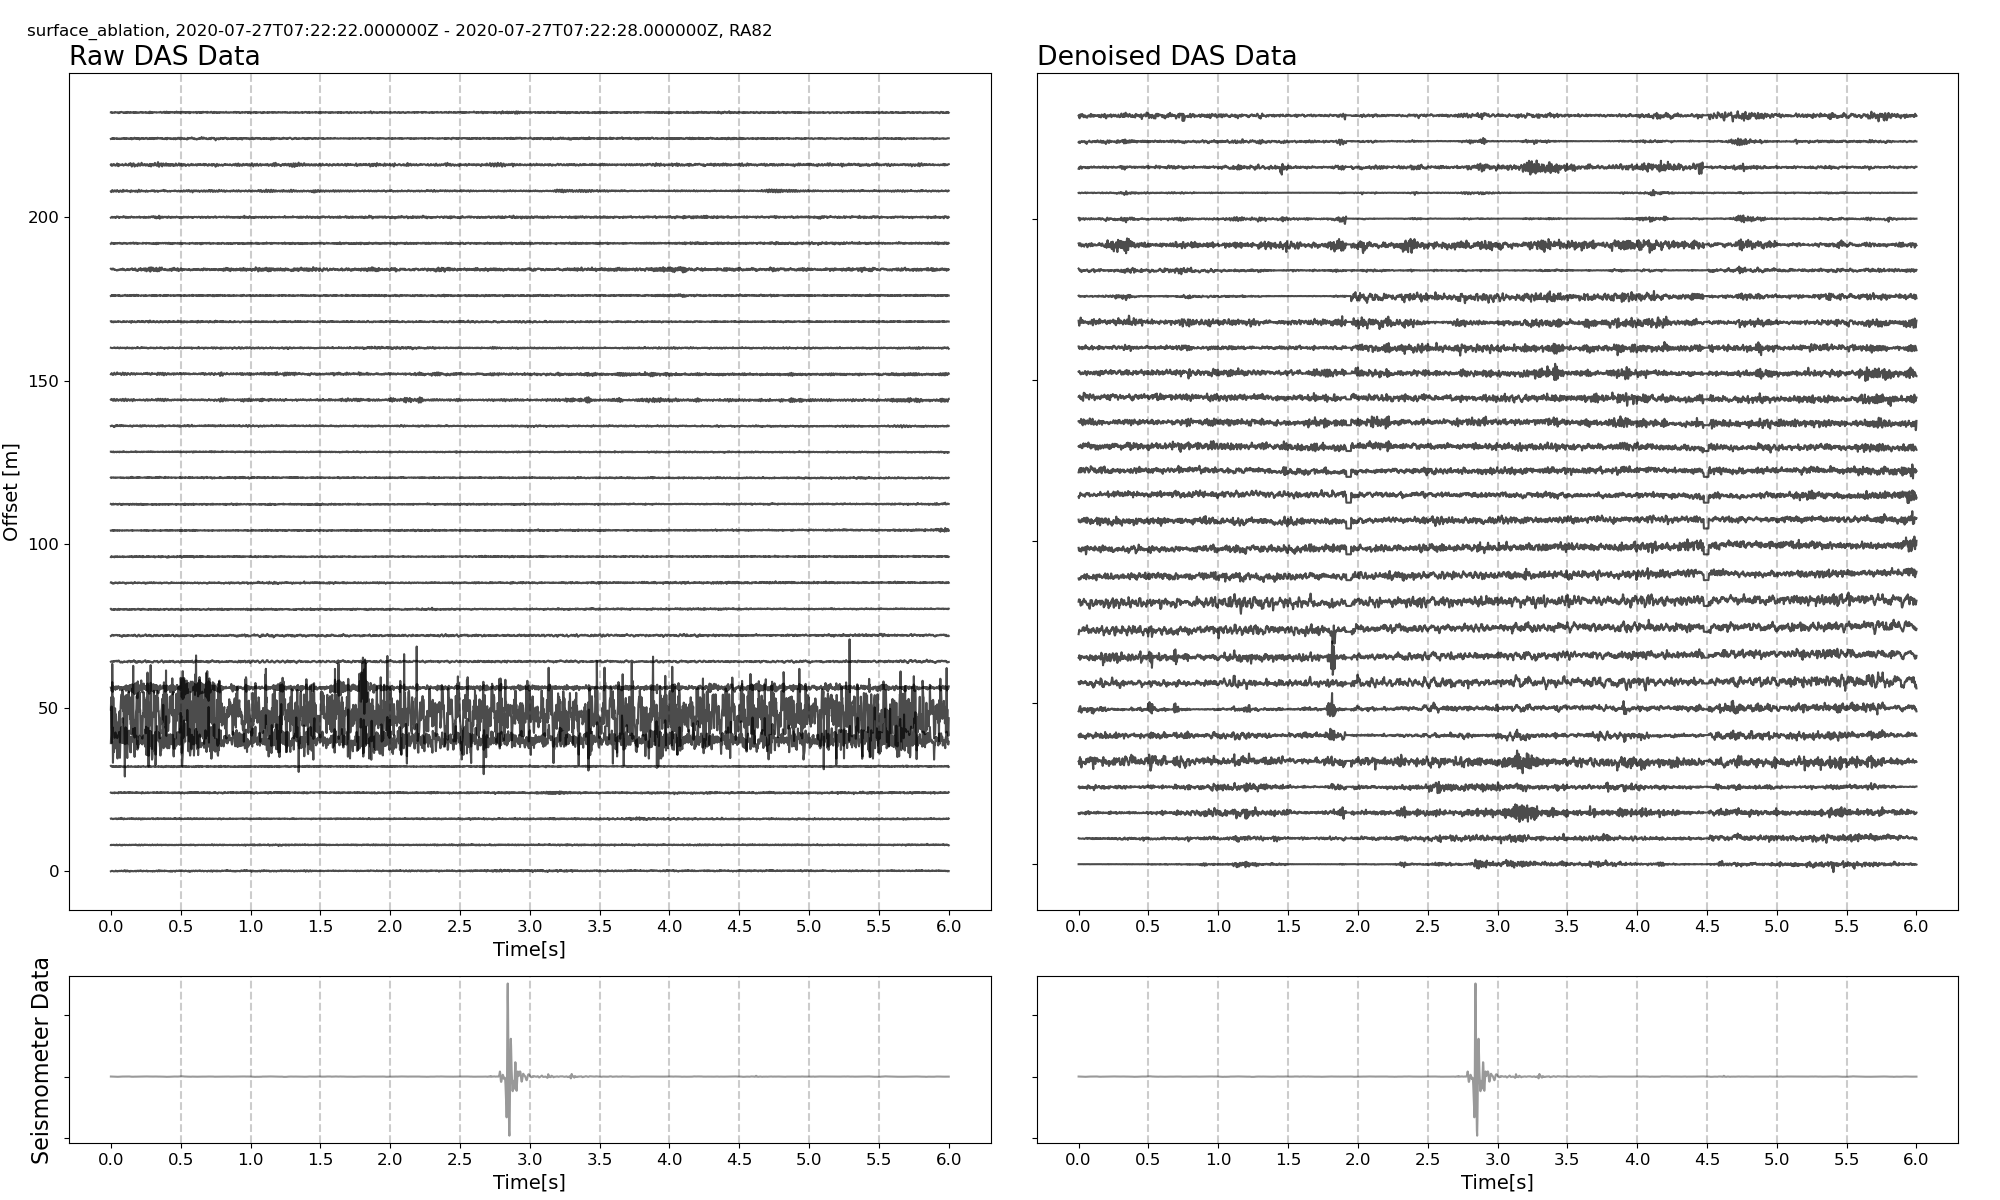 surface_ablation, 2020-07-27T07:22:22.000000Z - 2020-07-27T07:22:28.000000Z, RA82
Raw DAS Data
Denoised DAS Data
Offset [m]
200
150
100
50
0
0.0 0.5 1.0 1.5 2.0 2.5 3.0 3.5 4.0 4.5 5.0 5.5 6.0
Time[s]
0.0 0.5 1.0 1.5 2.0 2.5 3.0 3.5 4.0 4.5 5.0 5.5 6.0
Seismometer Data
0.0 0.5 1.0 1.5 2.0 2.5 3.0 3.5 4.0 4.5 5.0 5.5 6.0
Time[s]
0.0 0.5 1.0 1.5 2.0 2.5 3.0 3.5 4.0 4.5 5.0 5.5 6.0
Time[s]